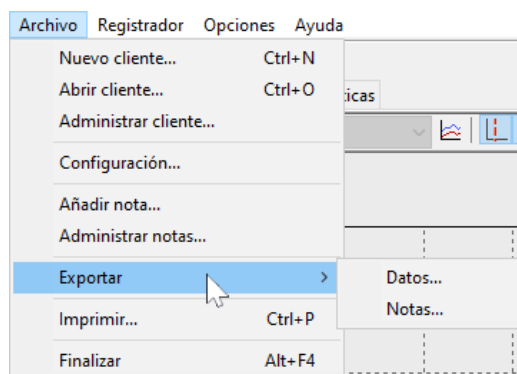 Archivo Registrador Opciones Ayuda
Nuevo cliente... Ctrl+N
Abrir cliente... Ctrl+O
Administrar cliente...
Configuración...
Añadir nota...
Administrar notas...
Exportar
Datos...
Notas...
Imprimir... Ctrl+P
Finalizar Alt+F4